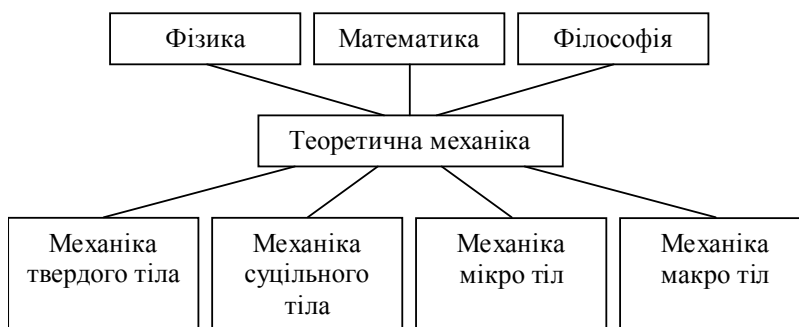 Фізика
Математика
Філософія
Теоретична механіка
Механіка
твердого тіла
Механіка
суцільного
тіла
Механіка
мікро тіл
Механіка
макро тіл